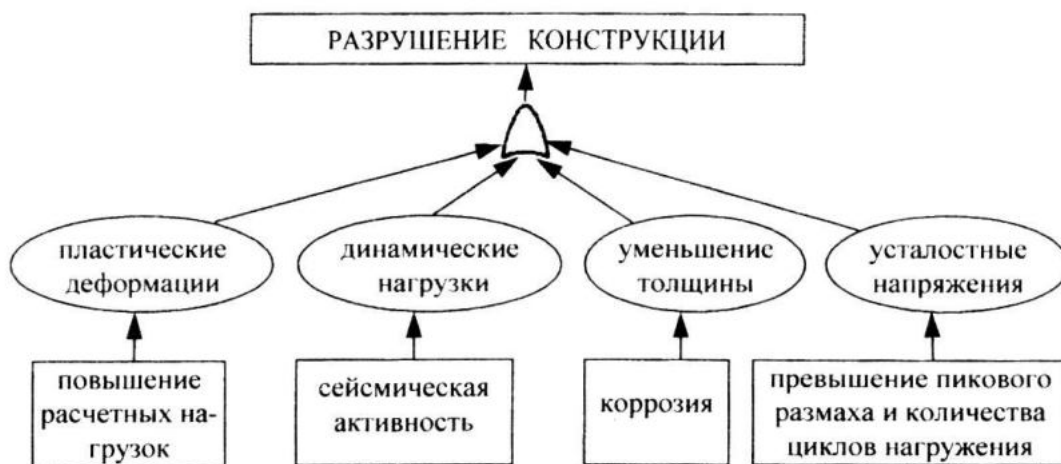 РАЗРУШЕНИЕ КОНСТРУКЦИИ
пластические
деформации
динамические
нагрузки
уменьшение
толщины
усталостные
напряжения
повышение
расчетных на-
грузок
сейсмическая
активность
коррозия
превышение пикового
размаха и количества
циклов нагружения